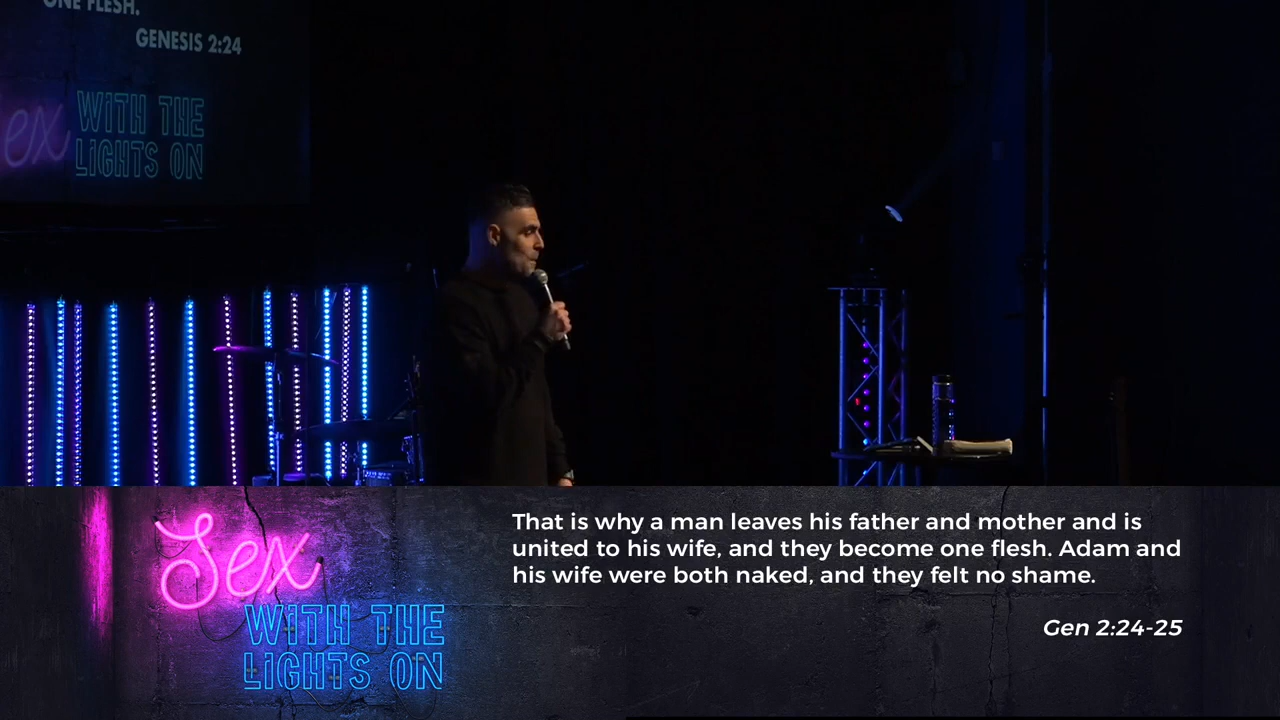 ONE FLESH.
GENESIS 2:24
ex WITH THE
LIGHTS ON
Sex
WITH THE
LIGHTS ON
That is why a man leaves his father and mother and is
united to his wife, and they become one flesh. Adam and
his wife were both naked, and they felt no shame.
Gen 2:24-25